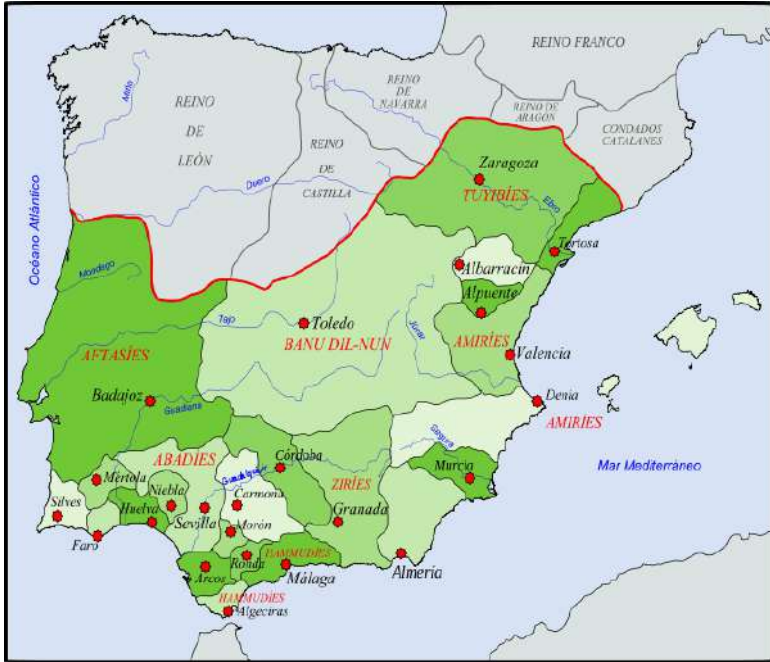 REINO FRANCO
REINO
DE
NAVARRA
REINO DE
ARAGÓN
CONDADOS
CATALANES
REINO
DE
LEÓN
REINO
DE
CASTILLA
Miño
Duero
Ebro
Océano Atlántico
Zaragoza
TUYIBÍES
Tortosa
Albarracín
Alpuente
Mondego
Tajo
Toledo
BANU DIL-NUN
Júcar
AMIRÍES
Valencia
AFTASÍES
Badajoz
Guadiana
Denia
AMIRÍES
Segura
Mar Mediterráneo
ABADÍES
Guadalquivir
Córdoba
Murcia
Mértola
Niebla
Carmona
ZIRÍES
Silves
Huelva
Sevilla
Granada
Morón
Faro
Ronda
HAMMUDÍES
Arcos
Málaga
Almería
HAMMUDÍES
Algeciras